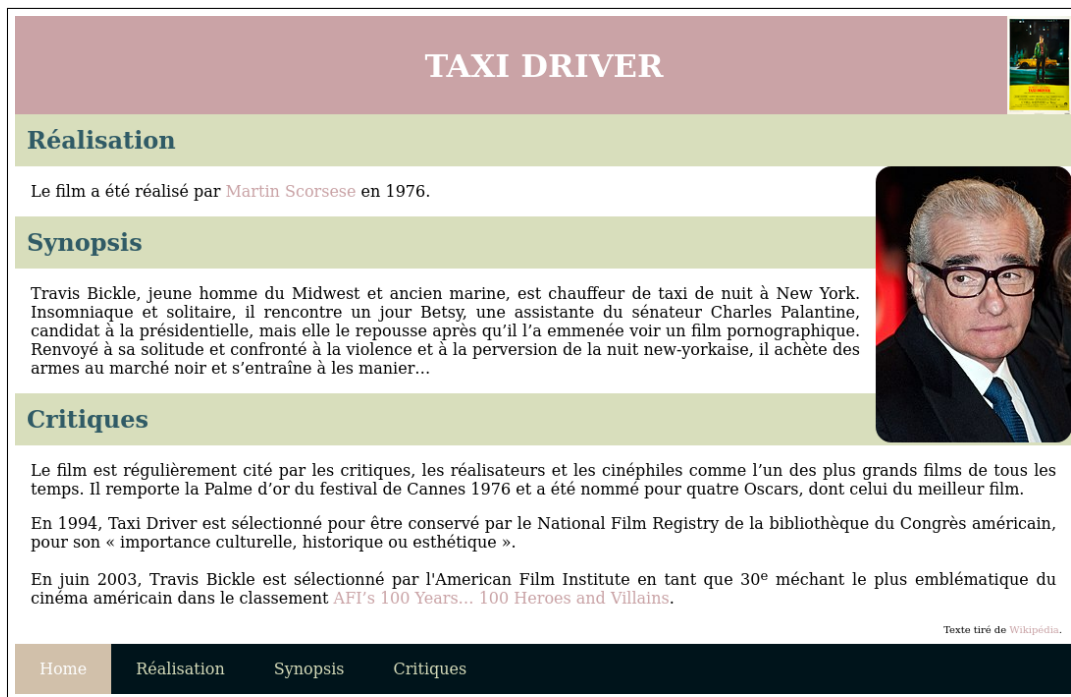 TAXI DRIVER
Réalisation
Le film a été réalisé par Martin Scorsese en 1976.
Synopsis
Travis Bickle, jeune homme du Midwest et ancien marine, est chauffeur de taxi de nuit à New York.
Insomniaque et solitaire, il rencontre un jour Betsy, une assistante du sénateur Charles Palantine,
candidat à la présidentielle, mais elle le repousse après qu’il l’a emmenée voir un film pornographique.
Renvoyé à sa solitude et confronté à la violence et à la perversion de la nuit new-yorkaise, il achète des
armes au marché noir et s’entraîne à les manier…
Critiques
Le film est régulièrement cité par les critiques, les réalisateurs et les cinéphiles comme l’un des plus grands films de tous les
temps. Il remporte la Palme d’or du festival de Cannes 1976 et a été nommé pour quatre Oscars, dont celui du meilleur film.
En 1994, Taxi Driver est sélectionné pour être conservé par le National Film Registry de la bibliothèque du Congrès américain,
pour son « importance culturelle, historique ou esthétique ».
En juin 2003, Travis Bickle est sélectionné par l'American Film Institute en tant que 30e méchant le plus emblématique du
cinéma américain dans le classement AFI’s 100 Years… 100 Heroes and Villains.
Texte tiré de Wikipédia.
Home Réalisation Synopsis Critiques